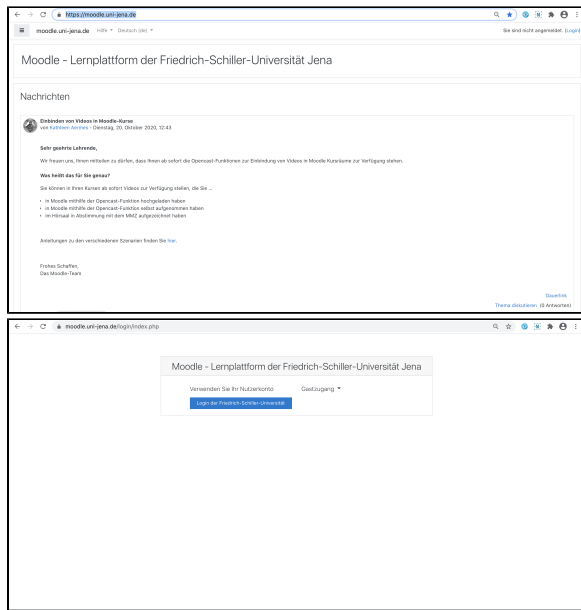 https://moodle.uni-jena.de
moodle.uni-jena.de Hilfe Deutsch (de) Sie sind nicht angemeldet. (Login)
Moodle - Lernplattform der Friedrich-Schiller-Universität Jena
Nachrichten
Einbinden von Videos in Moodle-Kurse
von Kathleen - Dienstag, 20. Oktober 2020, 12:43
Sehr geehrte Lehrende,
Wir freuen uns, Ihnen mitteilen zu dürfen, dass Ihnen ab sofort die Opencast-Funktionen zur Einbindung von Videos in Moodle Kursräume zur Verfügung stehen.
Was heißt das für Sie genau?
Sie können in Ihren Kursen ab sofort Videos zur Verfügung stellen, die Sie ...
• in Moodle mithilfe der Opencast-Funktion hochgeladen haben
• in Moodle mithilfe der Opencast-Funktion selbst aufgenommen haben
• im Hörsaal in Abstimmung mit dem MMZ aufgezeichnet haben
Anleitungen zu den verschiedenen Szenarien finden Sie hier.
Frohes Schaffen,
Das Moodle-Team
Dauerlink
Thema diskutieren (0 Antworten)
moodle.uni-jena.de/login/index.php
Moodle - Lernplattform der Friedrich-Schiller-Universität Jena
Verwenden Sie Ihr Nutzerkonto Gastzugang
Login der Friedrich-Schiller-Universität